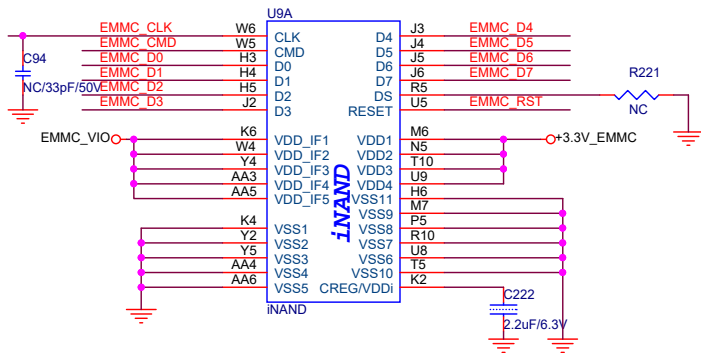 U9A
EMMC_CLK W6 CLK D4 J3 EMMC_D4
EMMC_CMD W5 CMD D5 J4 EMMC_D5
EMMC_D0 H3 D0 D6 J5 EMMC_D6
EMMC_D1 H4 D1 D7 J6 EMMC_D7
EMMC_D2 H5 D2 DS R5
EMMC_D3 J2 D3 RESET U5 EMMC_RST
C94
NC/33pF/50V
R221
NC
EMMC_VIO K6 VDD_IF1 VDD1 M6 +3.3V_EMMC
W4 VDD_IF2 VDD2 N5
Y4 VDD_IF3 VDD3 T10
AA3 VDD_IF4 VDD4 U9
AA5 VDD_IF5 VSS11 H6
VSS9 M7
K4 VSS1 VSS8 P5
Y2 VSS2 VSS7 R10
Y5 VSS3 VSS6 U8
AA4 VSS4 VSS10 T5
AA6 VSS5 CREG/VDDi K2
iNAND
iNAND
C222
2.2uF/6.3V